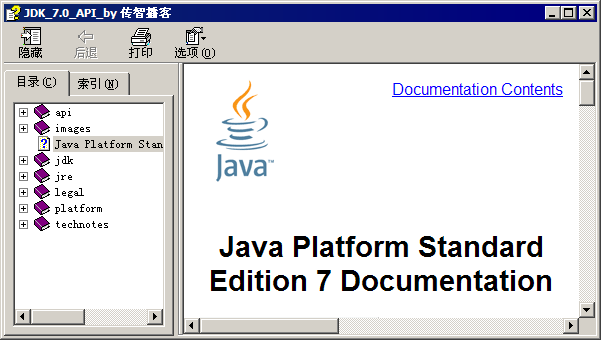 JDK_7.0_API_by 传智播客
隐藏
后退
打印
选项(O)
目录(C)
索引(N)
api
images
Java Platform Stan
jdk
jre
legal
platform
technotes
Documentation Contents
Java™
Java Platform Standard
Edition 7 Documentation